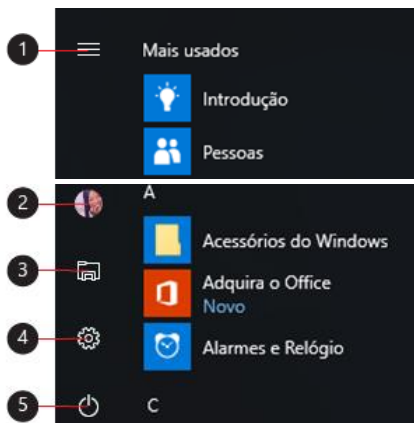 1
Mais usados
Introdução
Pessoas
2
A
Acessórios do Windows
3
Adquira o Office
Novo
4
Alarmes e Relógio
5
C